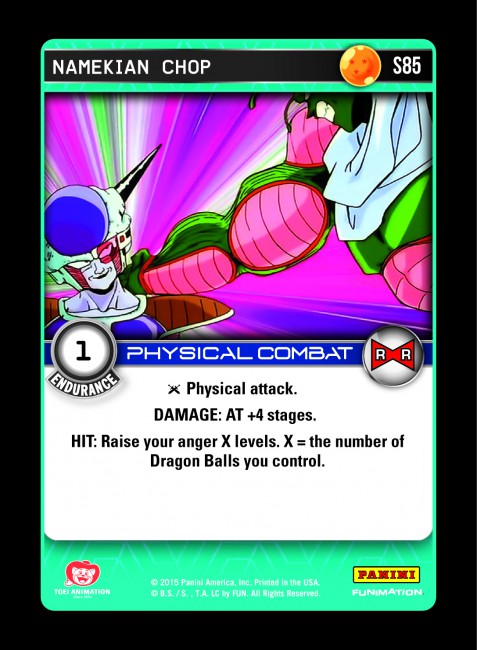 NAMEKIAN CHOP S85
1
ENDURANCE
PHYSICAL COMBAT
R R
Physical attack.
DAMAGE: AT +4 stages.
HIT: Raise your anger X levels. X = the number of
Dragon Balls you control.
TOEI ANIMATION
© 2015 Panini America, Inc. Printed in the USA.
© B.S. / S. , T.A. LC by FUN. All Rights Reserved.
PANINI
FUNIMATION